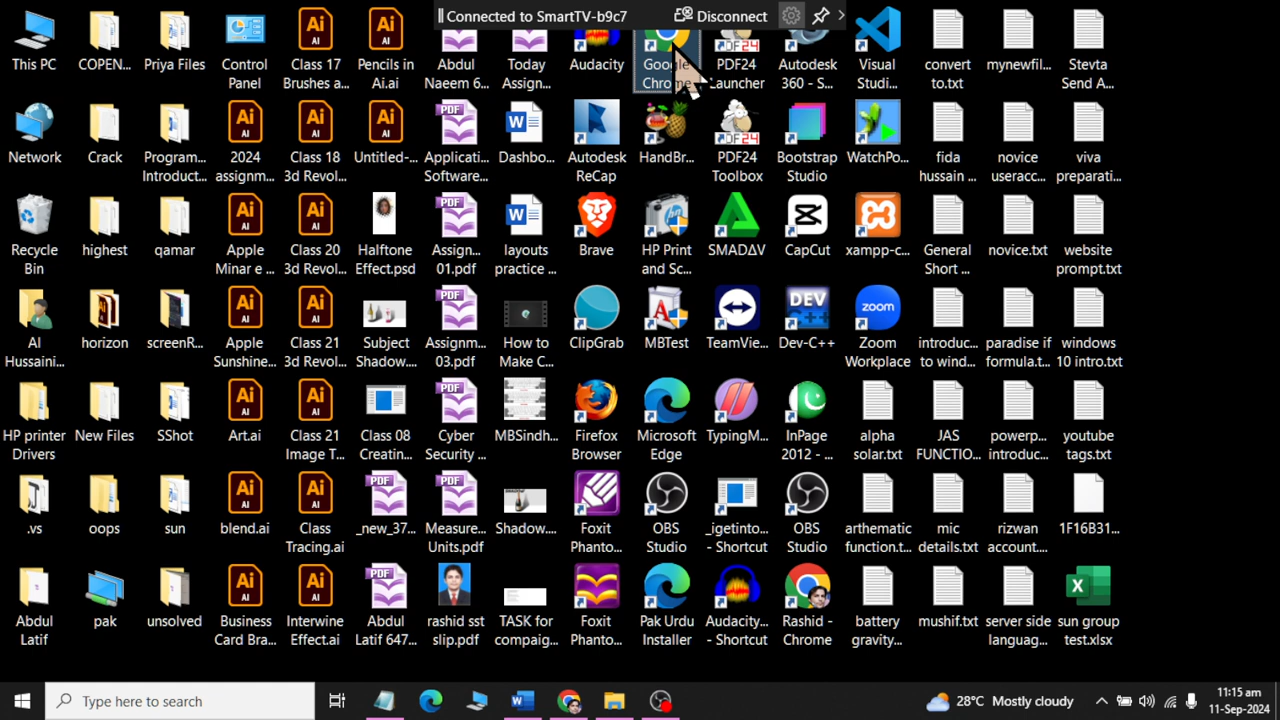 Connected to SmartTV-b9c7 Disconnect
This PC
COPEN...
Priya Files
Control
Panel
Class 17
Brushes a...
Pencils in
Ai.ai
Abdul
Naeem 6...
Today
Assign...
Audacity
Google
Chrome
PDF24
Launcher
Autodesk
360 - S...
Visual
Studi...
convert
to.txt
mynewfil...
Stevta
Send A...
Network
Crack
Program...
Introduct...
2024
assignm...
Class 18
3d Revol...
Untitled-...
Applicati...
Software...
Dashbo...
Autodesk
ReCap
HandBr...
PDF24
Toolbox
Bootstrap
Studio
WatchPo...
fida
hussain ...
novice
useracc...
viva
preparati...
Recycle
Bin
highest
qamar
Apple
Minar e ...
Class 20
3d Revol...
Halftone
Effect.psd
Assign...
01.pdf
layouts
practice ...
Brave
HP Print
and Sc...
SMADΔV
CapCut
xampp-c...
General
Short ...
novice.txt
website
prompt.txt
Al
Hussaini...
horizon
screenR...
Apple
Sunshine...
Class 21
3d Revol...
Subject
Shadow...
Assignm...
03.pdf
How to
Make C...
ClipGrab
MBTest
TeamVie...
Dev-C++
Zoom
Workplace
introduc...
to wind...
paradise if
formula.t...
windows
10 intro.txt
HP printer
Drivers
New Files
SShot
Art.ai
Class 21
Image T...
Class 08
Creatin...
Cyber
Security ...
MBSindh...
Firefox
Browser
Microsoft
Edge
TypingM...
InPage
2012 - ...
alpha
solar.txt
JAS
FUNCTIO...
powerp...
introduc...
youtube
tags.txt
.vs
oops
sun
blend.ai
Class
Tracing.ai
_new_37...
Measure...
Units.pdf
Shadow...
Foxit
Phanto...
OBS
Studio
_igetinto...
- Shortcut
OBS
Studio
arthematic
function.t...
mic
details.txt
rizwan
account....
1F16B31...
Abdul
Latif
pak
unsolved
Business
Card Bra...
Interwine
Effect.ai
Abdul
Latif 647...
rashid sst
slip.pdf
TASK for
compaig...
Foxit
Phanto...
Pak Urdu
Installer
Audacity...
- Shortcut
Rashid -
Chrome
battery
gravity...
mushif.txt
server side
languag...
sun group
test.xlsx
Type here to search
28°C Mostly cloudy
11:15 am
11-Sep-2024